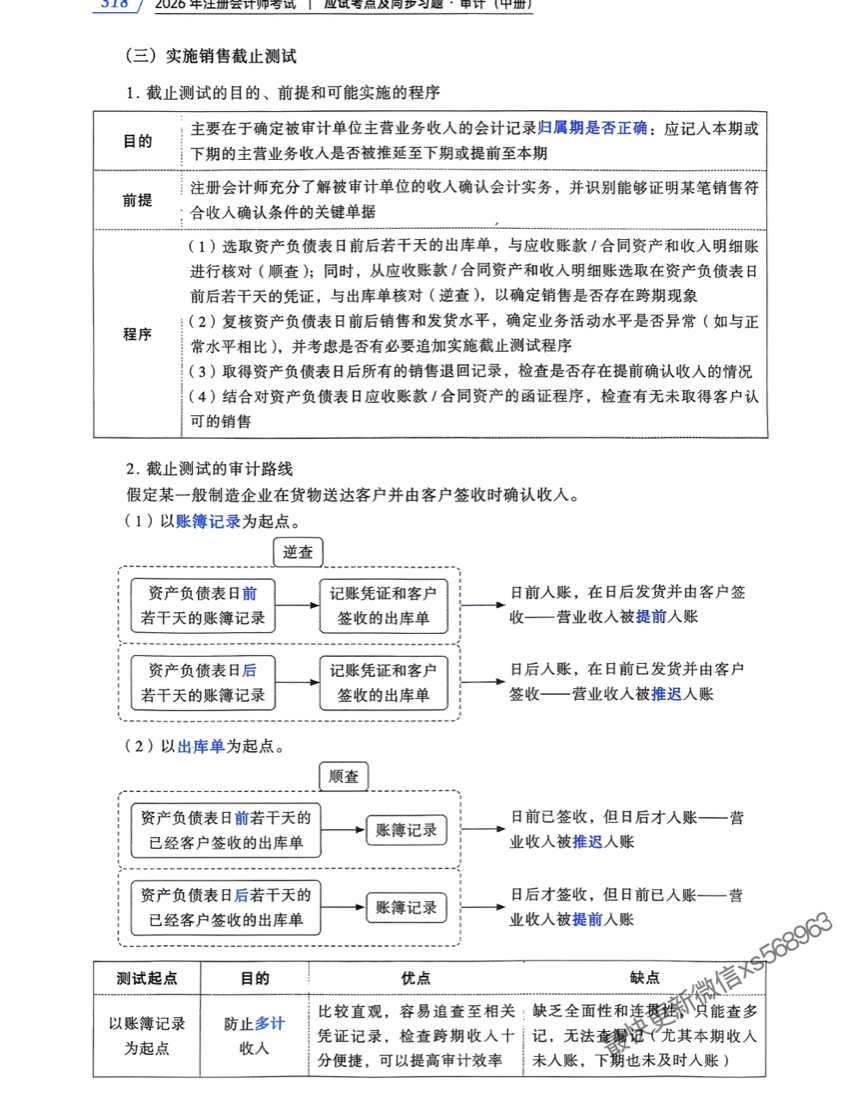 318 / 2026年注册会计师考试 | 应试考点及同步习题·审计（中册）
（三）实施销售截止测试
1. 截止测试的目的、前提和可能实施的程序
目的
主要在于确定被审计单位主营业务收入的会计记录归属期是否正确：应记入本期或
下期的主营业务收入是否被推延至下期或提前至本期
前提
注册会计师充分了解被审计单位的收入确认会计实务，并识别能够证明某笔销售符
合收入确认条件的关键单据
程序
（1）选取资产负债表日前后若干天的出库单，与应收账款/合同资产和收入明细账
进行核对（顺查）；同时，从应收账款/合同资产和收入明细账选取在资产负债表日
前后若干天的凭证，与出库单核对（逆查），以确定销售是否存在跨期现象
（2）复核资产负债表日前后销售和发货水平，确定业务活动水平是否异常（如与正
常水平相比），并考虑是否有必要追加实施截止测试程序
（3）取得资产负债表日后所有的销售退回记录，检查是否存在提前确认收入的情况
（4）结合对资产负债表日应收账款/合同资产的函证程序，检查有无未取得客户认
可的销售
2. 截止测试的审计路线
假定某一般制造企业在货物送达客户并由客户签收时确认收入。
（1）以账簿记录为起点。
逆查
资产负债表日前
若干天的账簿记录
记账凭证和客户
签收的出库单
日前入账，在日后发货并由客户签
收——营业收入被提前入账
资产负债表日后
若干天的账簿记录
记账凭证和客户
签收的出库单
日后入账，在日前已发货并由客户
签收——营业收入被推迟入账
（2）以出库单为起点。
顺查
资产负债表日前若干天的
已经客户签收的出库单
账簿记录
日前已签收，但日后才入账——营
业收入被推迟入账
资产负债表日后若干天的
已经客户签收的出库单
账簿记录
日后才签收，但日前已入账——营
业收入被提前入账
测试起点
目的
优点
缺点
以账簿记录
为起点
防止多计
收入
比较直观，容易追查至相关
凭证记录，检查跨期收入十
分便捷，可以提高审计效率
缺乏全面性和连贯性，只能查多
记，无法查漏记（尤其本期收入
未入账，下期也未及时入账）
最快更新微信xs568963